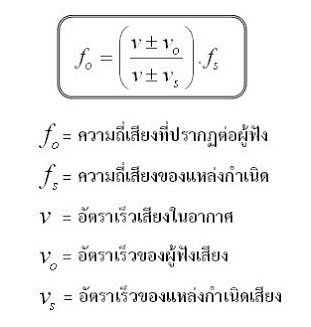 f_o = ( (v ± v_o) / (v ± v_s) ) . f_s
f_o = ความถี่เสียงที่ปรากฏต่อผู้ฟัง
f_s = ความถี่เสียงของแหล่งกำเนิด
v = อัตราเร็วเสียงในอากาศ
v_o = อัตราเร็วของผู้ฟังเสียง
v_s = อัตราเร็วของแหล่งกำเนิดเสียง